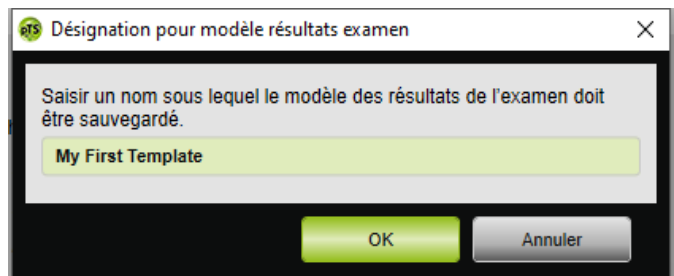 pTS Désignation pour modèle résultats examen
Saisir un nom sous lequel le modèle des résultats de l'examen doit
être sauvegardé.
My First Template
OK Annuler